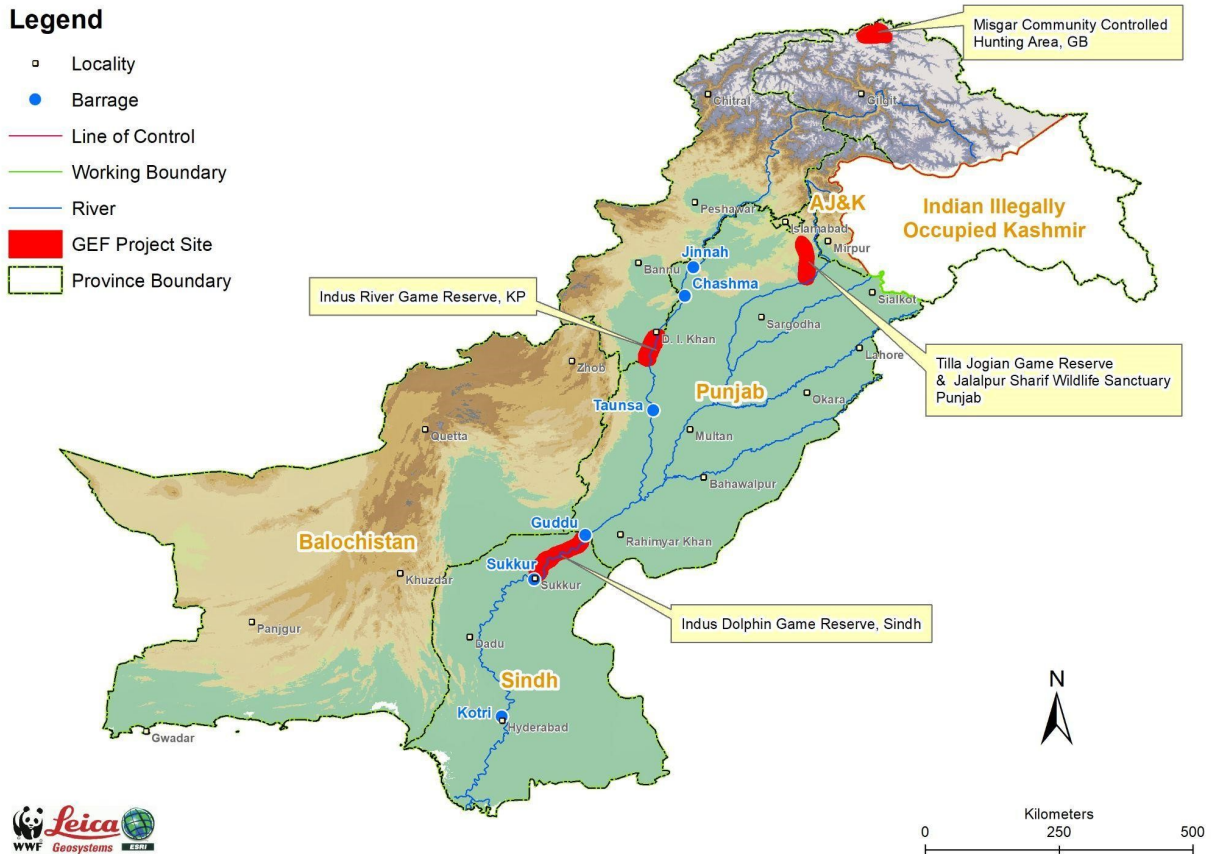 Legend
Locality
Barrage
Line of Control
Working Boundary
River
GEF Project Site
Province Boundary
Misgar Community Controlled
Hunting Area, GB
Chitral
Gilgit
AJ&K
Indian Illegally
Occupied Kashmir
Peshawar
Islamabad
Mirpur
Jinnah
Bannu
Chashma
Indus River Game Reserve, KP
Sialkot
Sargodha
D. I. Khan
Lahore
Zhob
Tilla Jogian Game Reserve
& Jalalpur Sharif Wildlife Sanctuary
Punjab
Punjab
Okara
Taunsa
Multan
Quetta
Bahawalpur
Guddu
Rahimyar Khan
Balochistan
Sukkur
Sukkur
Khuzdar
Panjgur
Indus Dolphin Game Reserve, Sindh
Dadu
Sindh
N
Kotri
Hyderabad
Gwadar
WWF
Leica
Geosystems
ESRI
Kilometers
0 250 500